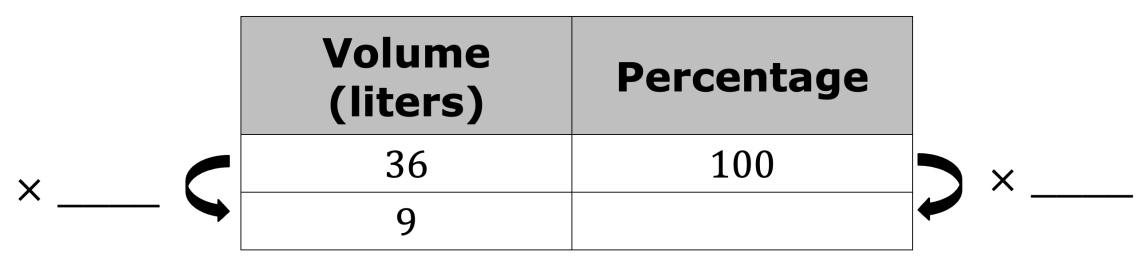 Volume
(liters)
Percentage
36 100
× ____ × ____
9